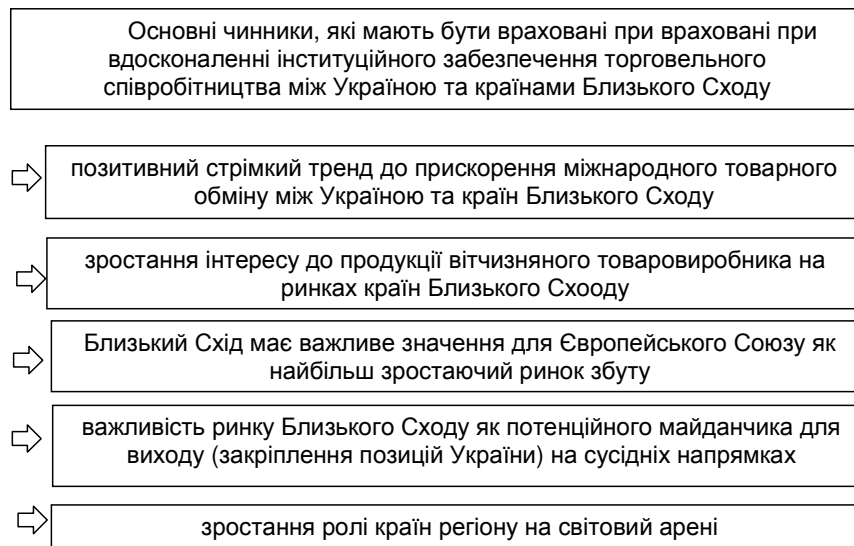 Основні чинники, які мають бути враховані при враховані при
вдосконаленні інституційного забезпечення торговельного
співробітництва між Україною та країнами Близького Сходу
позитивний стрімкий тренд до прискорення міжнародного товарного
обміну між Україною та країн Близького Сходу
зростання інтересу до продукції вітчизняного товаровиробника на
ринках країн Близького Схооду
Близький Схід має важливе значення для Європейського Союзу як
найбільш зростаючий ринок збуту
важливість ринку Близького Сходу як потенційного майданчика для
виходу (закріплення позицій України) на сусідніх напрямках
зростання ролі країн регіону на світовий арені